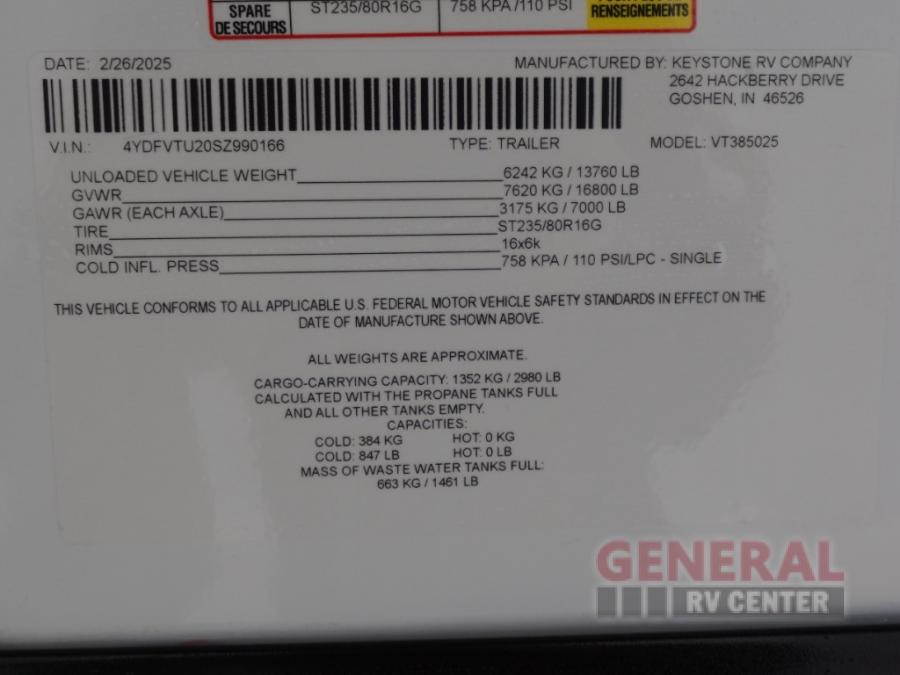 SPARE ST235/80R16G 758 KPA /110 PSI
DE SECOURS RENSEIGNEMENTS
DATE: 2/26/2025 MANUFACTURED BY: KEYSTONE RV COMPANY
2642 HACKBERRY DRIVE
GOSHEN, IN 46526
V.I.N.: 4YDFVTU20SZ990166 TYPE: TRAILER MODEL: VT385025
UNLOADED VEHICLE WEIGHT 6242 KG / 13760 LB
GVWR 7620 KG / 16800 LB
GAWR (EACH AXLE) 3175 KG / 7000 LB
TIRE ST235/80R16G
RIMS 16x6k
COLD INFL. PRESS 758 KPA / 110 PSI/LPC - SINGLE
THIS VEHICLE CONFORMS TO ALL APPLICABLE U.S. FEDERAL MOTOR VEHICLE SAFETY STANDARDS IN EFFECT ON THE
DATE OF MANUFACTURE SHOWN ABOVE.
ALL WEIGHTS ARE APPROXIMATE.
CARGO-CARRYING CAPACITY: 1352 KG / 2980 LB
CALCULATED WITH THE PROPANE TANKS FULL
AND ALL OTHER TANKS EMPTY.
CAPACITIES:
COLD: 384 KG HOT: 0 KG
COLD: 847 LB HOT: 0 LB
MASS OF WASTE WATER TANKS FULL:
663 KG / 1461 LB
GENERAL
RV CENTER